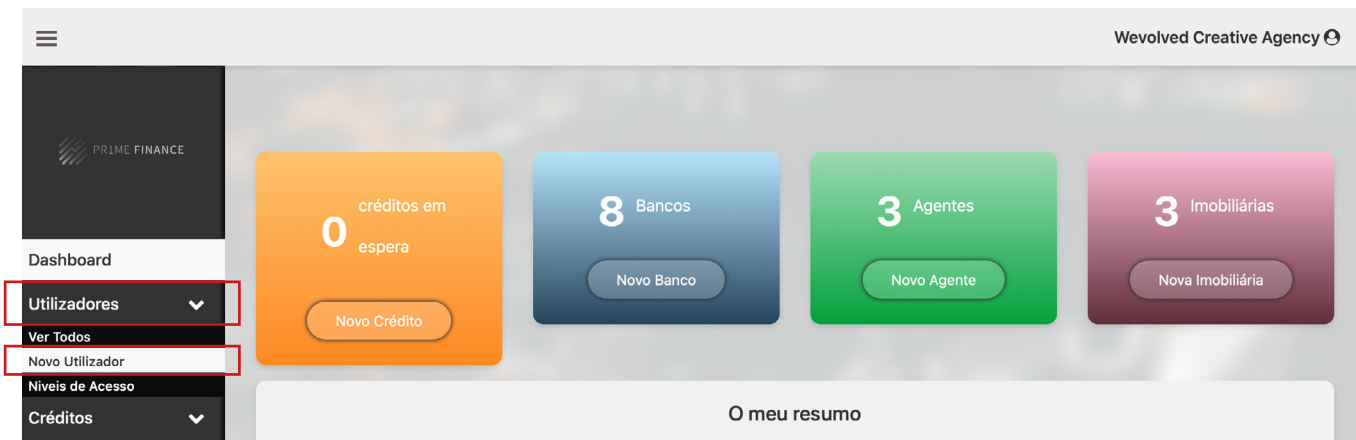 Wevolved Creative Agency
PR1ME FINANCE
Dashboard
Utilizadores
Ver Todos
Novo Utilizador
Niveis de Acesso
Créditos
0 créditos em
espera
Novo Crédito
8 Bancos
Novo Banco
3 Agentes
Novo Agente
3 Imobiliárias
Nova Imobiliária
O meu resumo